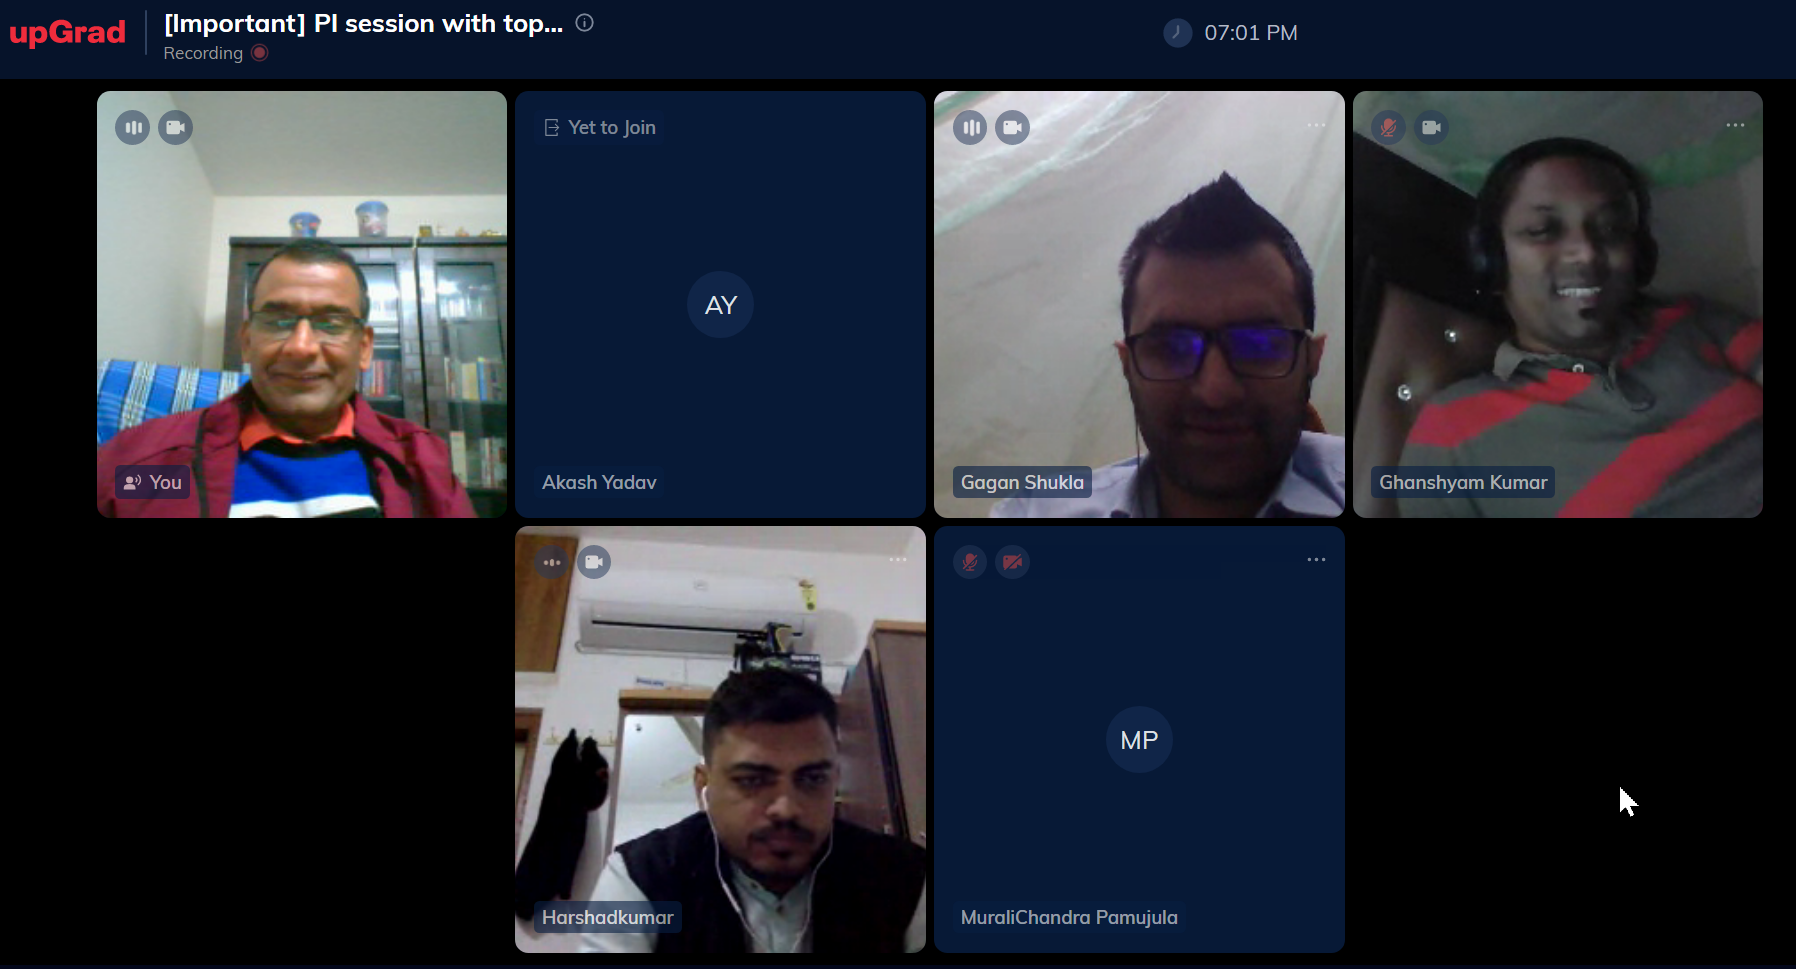 upGrad
[Important] PI session with top...
Recording
07:01 PM
You
Yet to Join
AY
Akash Yadav
Gagan Shukla
Ghanshyam Kumar
Harshadkumar
MP
MuraliChandra Pamujula